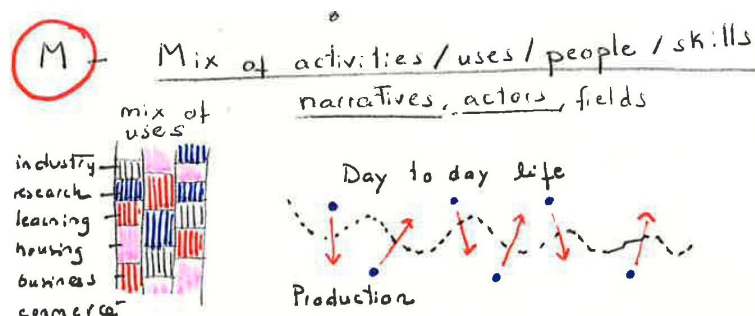 M - Mix of activities / uses / people / skills
narratives, actors, fields
mix of
uses
industry
research
learning
housing
business
commerce
Day to day life
Production